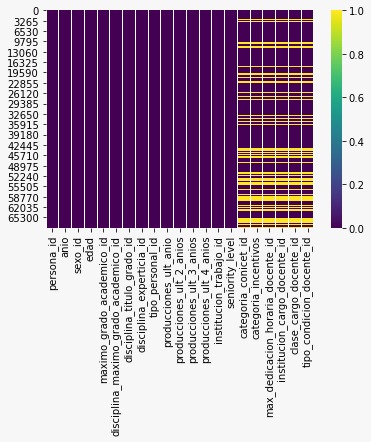 0
3265
6530
9795
13060
16325
19590
22855
26120
29385
32650
35915
39180
42445
45710
48975
52240
55505
58770
62035
65300
1.0
0.8
0.6
0.4
0.2
0.0
persona_id
anio
sexo_id
edad
maximo_grado_academico_id
disciplina_maximo_grado_academico_id
disciplina_titulo_grado_id
disciplina_experticia_id
tipo_personal_id
producciones_ult_anio
producciones_ult_2_anios
producciones_ult_3_anios
producciones_ult_4_anios
institucion_trabajo_id
seniority_level
categoria_conicet_id
categoria_incentivos
max_dedicacion_horaria_docente_id
institucion_cargo_docente_id
clase_cargo_docente_id
tipo_condicion_docente_id